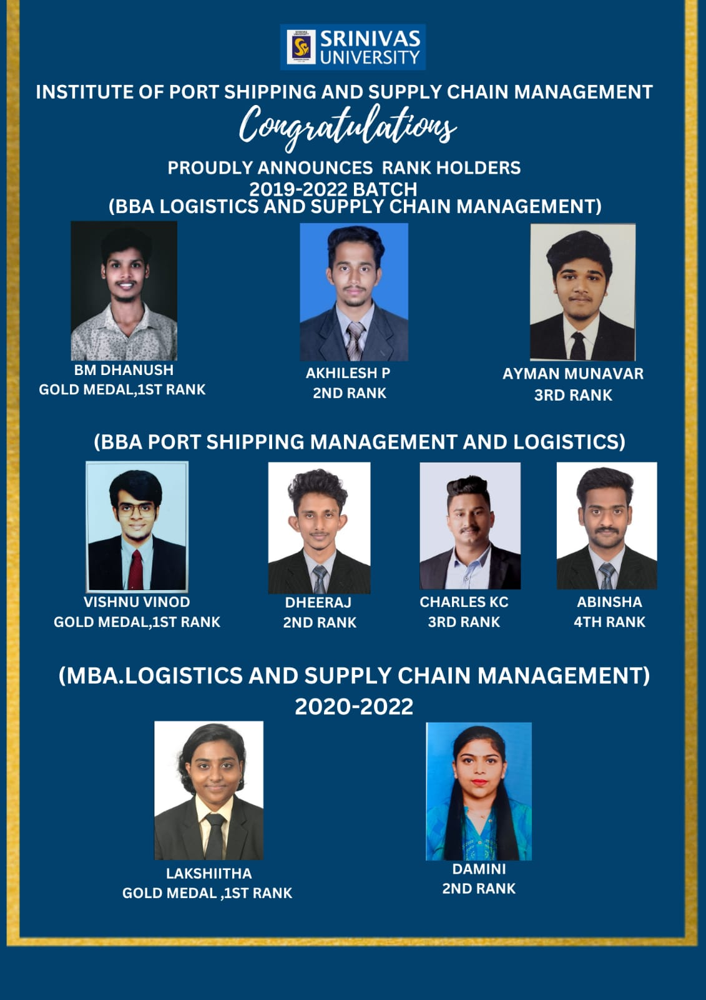 SRINIVAS
UNIVERSITY
INSTITUTE OF PORT SHIPPING AND SUPPLY CHAIN MANAGEMENT
Congratulations
PROUDLY ANNOUNCES RANK HOLDERS
2019-2022 BATCH
(BBA LOGISTICS AND SUPPLY CHAIN MANAGEMENT)
BM DHANUSH
GOLD MEDAL,1ST RANK
AKHILESH P
2ND RANK
AYMAN MUNAVAR
3RD RANK
(BBA PORT SHIPPING MANAGEMENT AND LOGISTICS)
VISHNU VINOD
GOLD MEDAL,1ST RANK
DHEERAJ
2ND RANK
CHARLES KC
3RD RANK
ABINSHA
4TH RANK
(MBA.LOGISTICS AND SUPPLY CHAIN MANAGEMENT)
2020-2022
LAKSHIITHA
GOLD MEDAL ,1ST RANK
DAMINI
2ND RANK